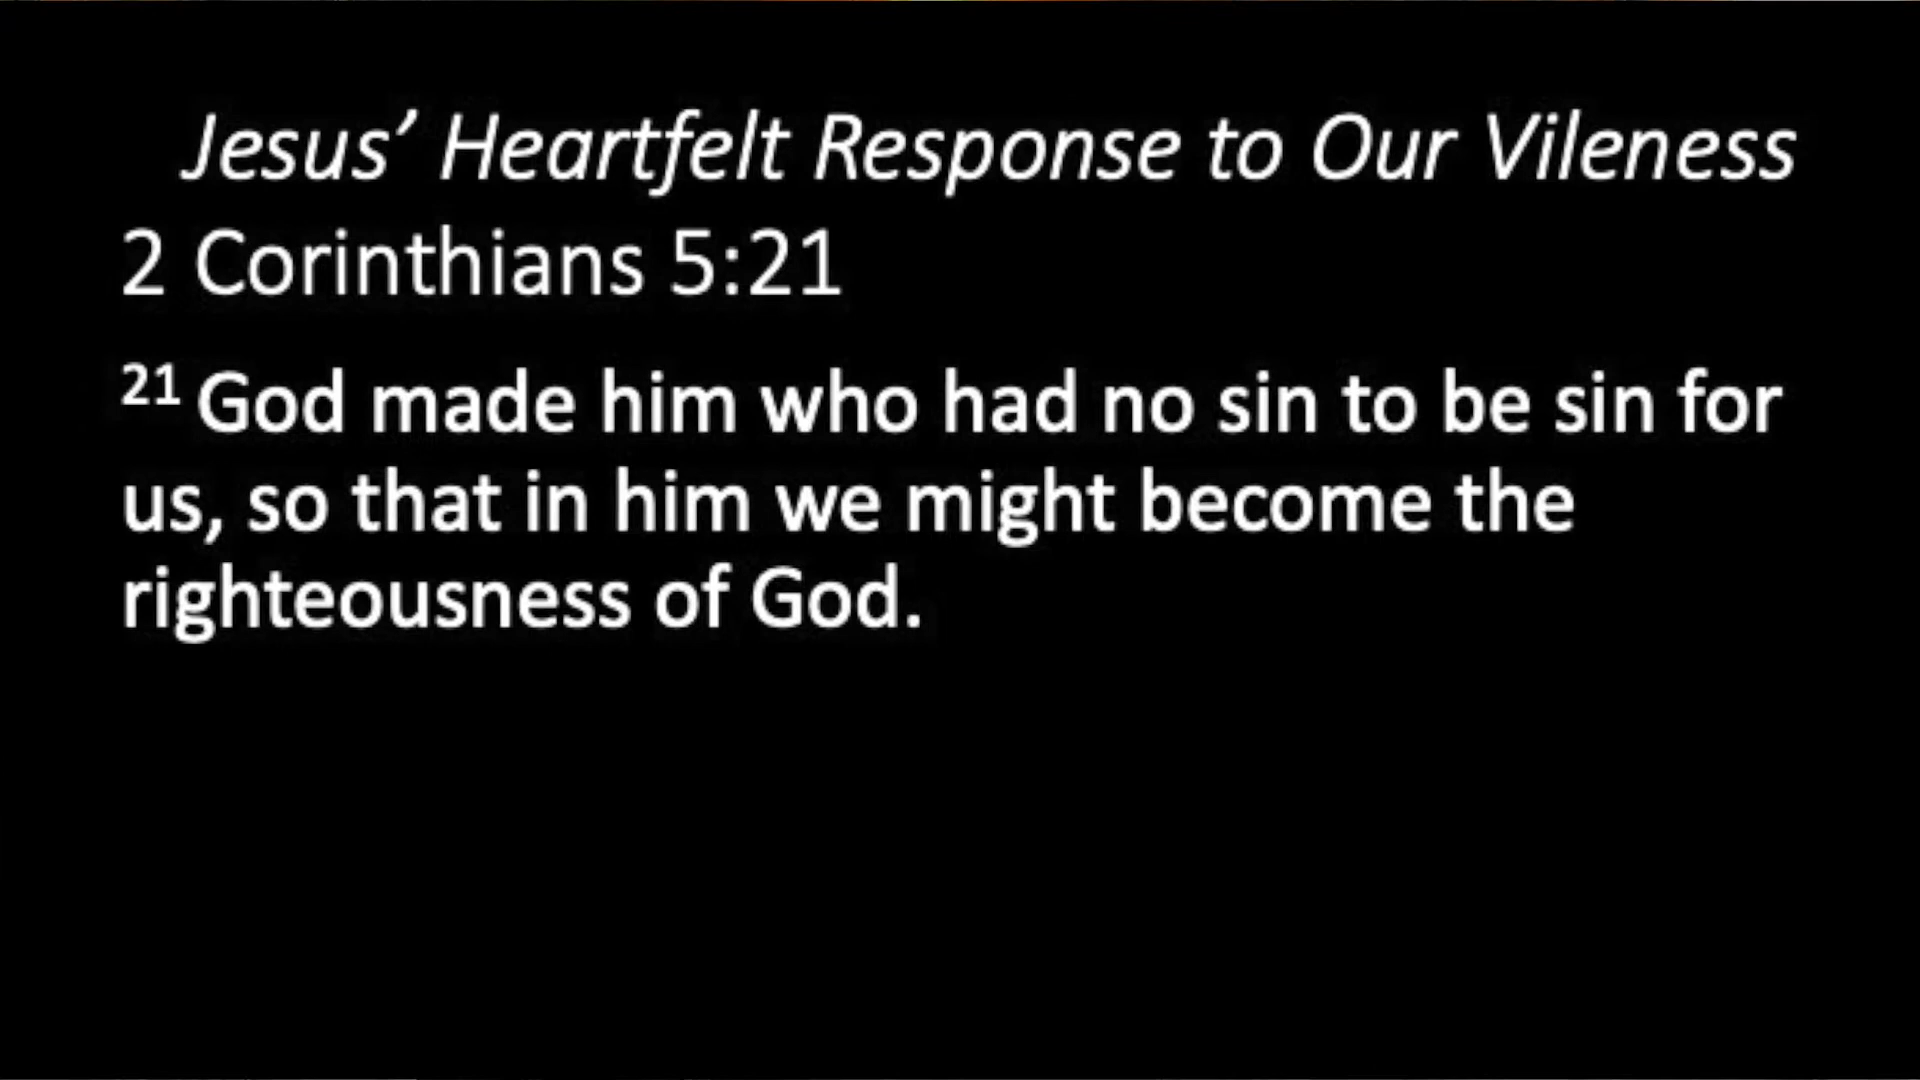 Jesus’ Heartfelt Response to Our Vileness
2 Corinthians 5:21
21 God made him who had no sin to be sin for
us, so that in him we might become the
righteousness of God.